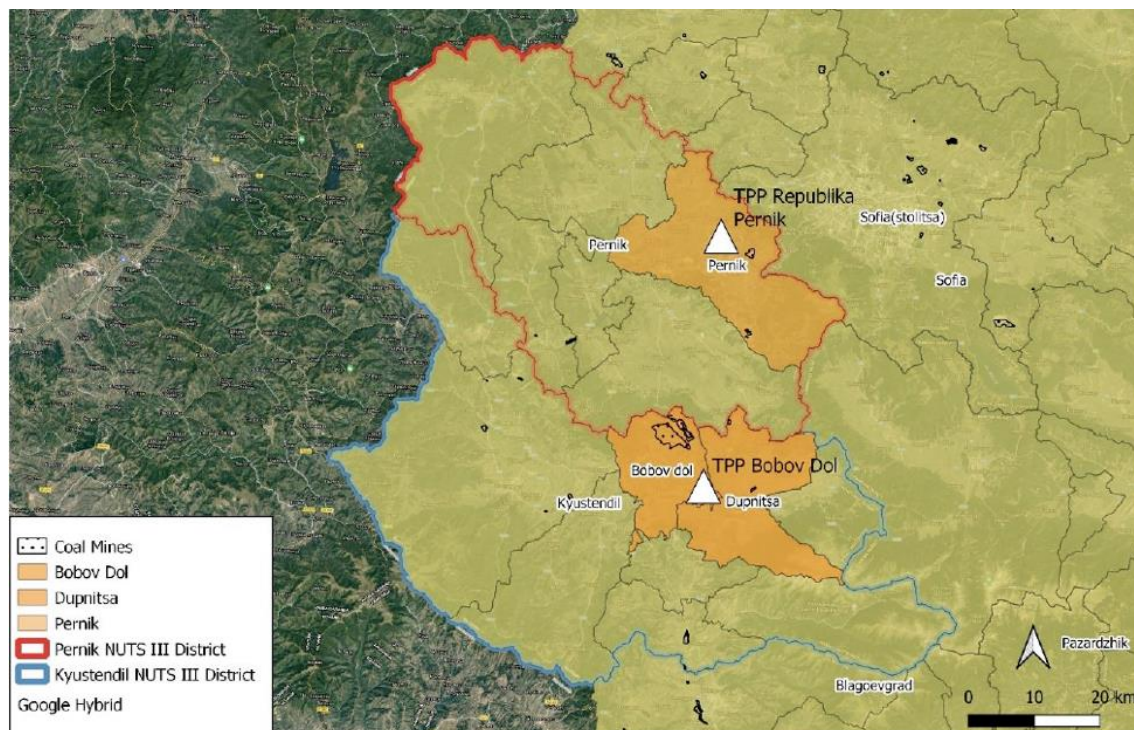 TPP Republika
Pernik
Pernik
Pernik
Sofia(stolitsa)
Sofia
Bobov dol
TPP Bobov Dol
Kyustendil
Dupnitsa
Pazardzhik
Blagoevgrad
0 10 20 km
Coal Mines
Bobov Dol
Dupnitsa
Pernik
Pernik NUTS III District
Kyustendil NUTS III District
Google Hybrid